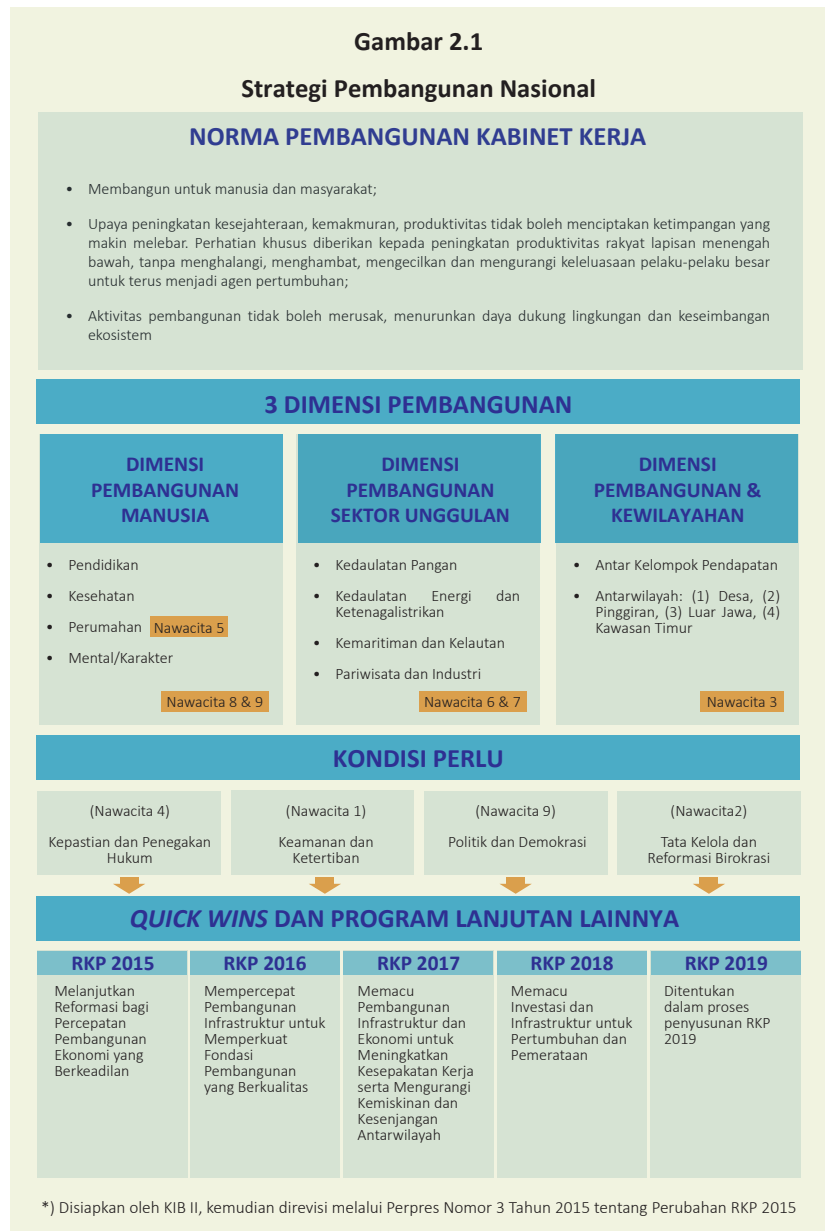 Gambar 2.1
Strategi Pembangunan Nasional
NORMA PEMBANGUNAN KABINET KERJA
• Membangun untuk manusia dan masyarakat;
• Upaya peningkatan kesejahteraan, kemakmuran, produktivitas tidak boleh menciptakan ketimpangan yang
makin melebar. Perhatian khusus diberikan kepada peningkatan produktivitas rakyat lapisan menengah
bawah, tanpa menghalangi, menghambat, mengecilkan dan mengurangi keleluasaan pelaku-pelaku besar
untuk terus menjadi agen pertumbuhan;
• Aktivitas pembangunan tidak boleh merusak, menurunkan daya dukung lingkungan dan keseimbangan
ekosistem
3 DIMENSI PEMBANGUNAN
DIMENSI
PEMBANGUNAN
MANUSIA
• Pendidikan
• Kesehatan
• Perumahan Nawacita 5
• Mental/Karakter
Nawacita 8 & 9
DIMENSI
PEMBANGUNAN
SEKTOR UNGGULAN
• Kedaulatan Pangan
• Kedaulatan Energi dan
Ketenagalistrikan
• Kemaritiman dan Kelautan
• Pariwisata dan Industri
Nawacita 6 & 7
DIMENSI
PEMBANGUNAN &
KEWILAYAHAN
• Antar Kelompok Pendapatan
• Antarwilayah: (1) Desa, (2)
Pinggiran, (3) Luar Jawa, (4)
Kawasan Timur
Nawacita 3
KONDISI PERLU
(Nawacita 4)
Kepastian dan Penegakan
Hukum
(Nawacita 1)
Keamanan dan
Ketertiban
(Nawacita 9)
Politik dan Demokrasi
(Nawacita2)
Tata Kelola dan
Reformasi Birokrasi
QUICK WINS DAN PROGRAM LANJUTAN LAINNYA
RKP 2015
Melanjutkan
Reformasi bagi
Percepatan
Pembangunan
Ekonomi yang
Berkeadilan
RKP 2016
Mempercepat
Pembangunan
Infrastruktur untuk
Memperkuat
Fondasi
Pembangunan
yang Berkualitas
RKP 2017
Memacu
Pembangunan
Infrastruktur dan
Ekonomi untuk
Meningkatkan
Kesepakatan Kerja
serta Mengurangi
Kemiskinan dan
Kesenjangan
Antarwilayah
RKP 2018
Memacu
Investasi dan
Infrastruktur untuk
Pertumbuhan dan
Pemerataan
RKP 2019
Ditentukan
dalam proses
penyusunan RKP
2019
*) Disiapkan oleh KIB II, kemudian direvisi melalui Perpres Nomor 3 Tahun 2015 tentang Perubahan RKP 2015